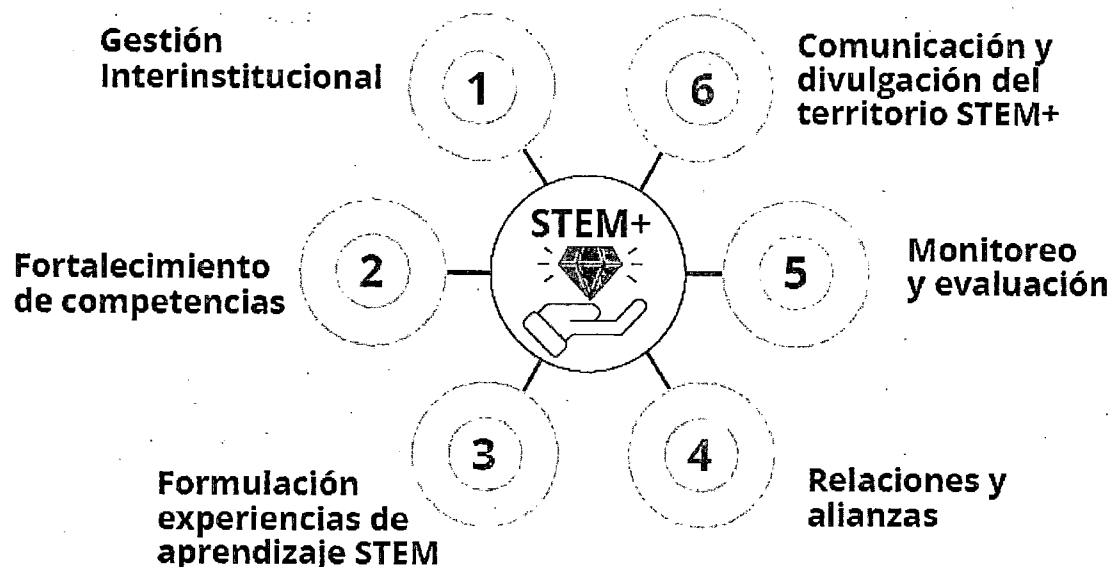 Gestión
Interinstitucional
1
6
Comunicación y
divulgación del
territorio STEM+
STEM+
Fortalecimiento
de competencias
2
5
Monitoreo
y evaluación
3
4
Formulación
experiencias de
aprendizaje STEM
Relaciones y
alianzas